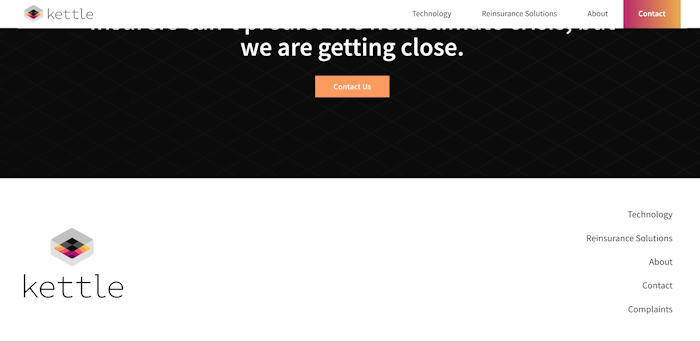 kettle
Technology
Reinsurance Solutions
About
Contact
we are getting close.
Contact Us
kettle
Technology
Reinsurance Solutions
About
Contact
Complaints